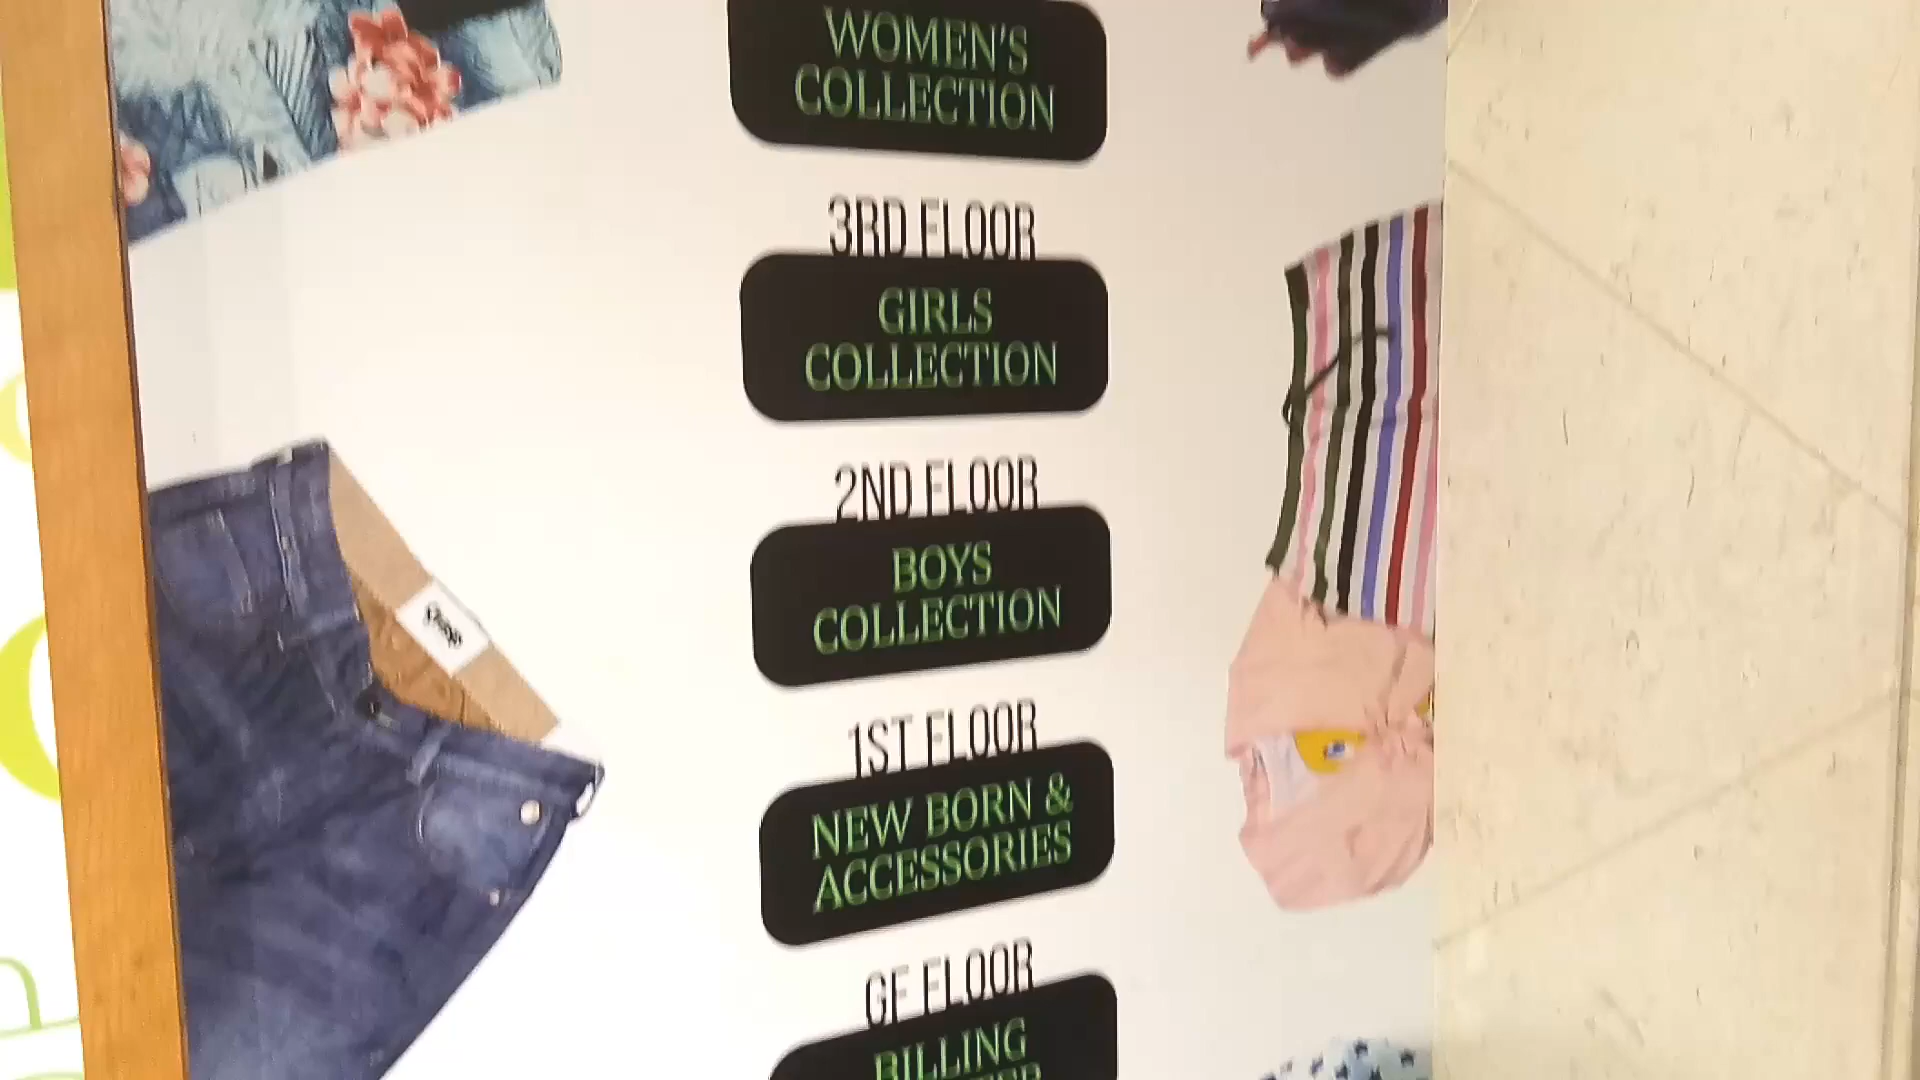 WOMEN'S
COLLECTION
3RD FLOOR
GIRLS
COLLECTION
2ND FLOOR
BOYS
COLLECTION
1ST FLOOR
NEW BORN &
ACCESSORIES
GF FLOOR
BILLING